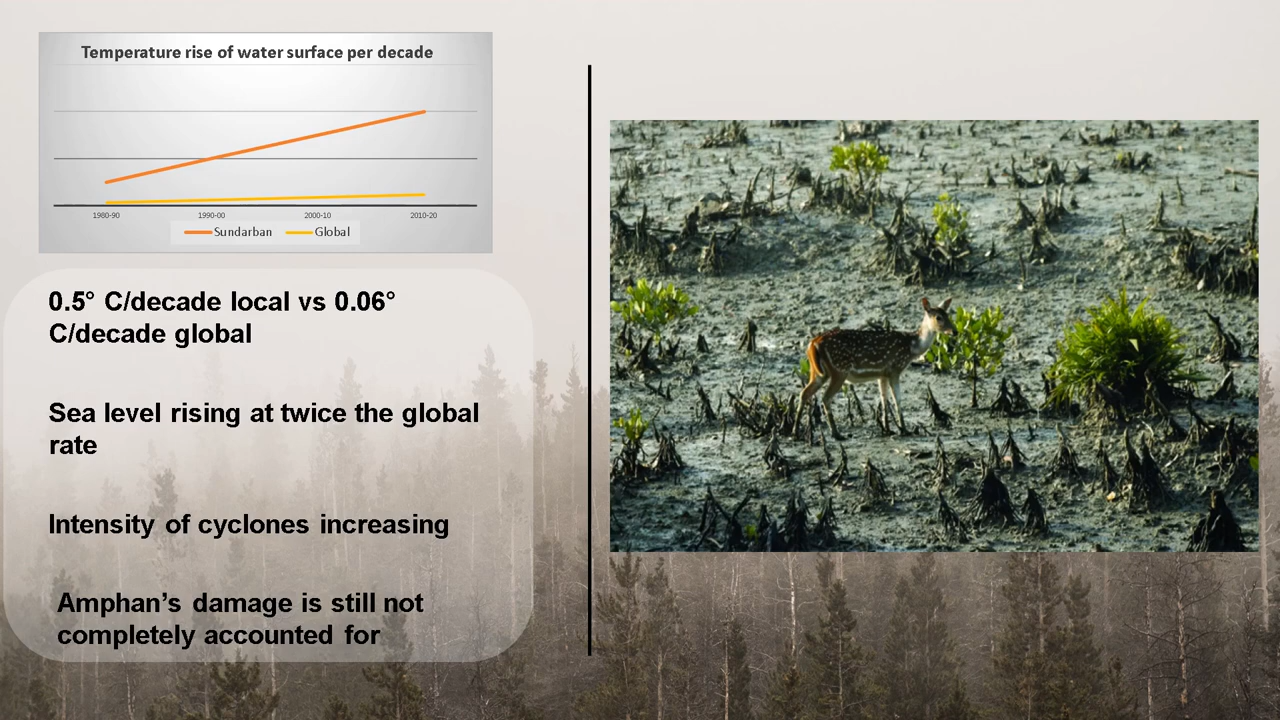 Temperature rise of water surface per decade
1980-90 1990-00 2000-10 2010-20
Sundarban Global
0.5° C/decade local vs 0.06°
C/decade global
Sea level rising at twice the global
rate
Intensity of cyclones increasing
Amphan’s damage is still not
completely accounted for